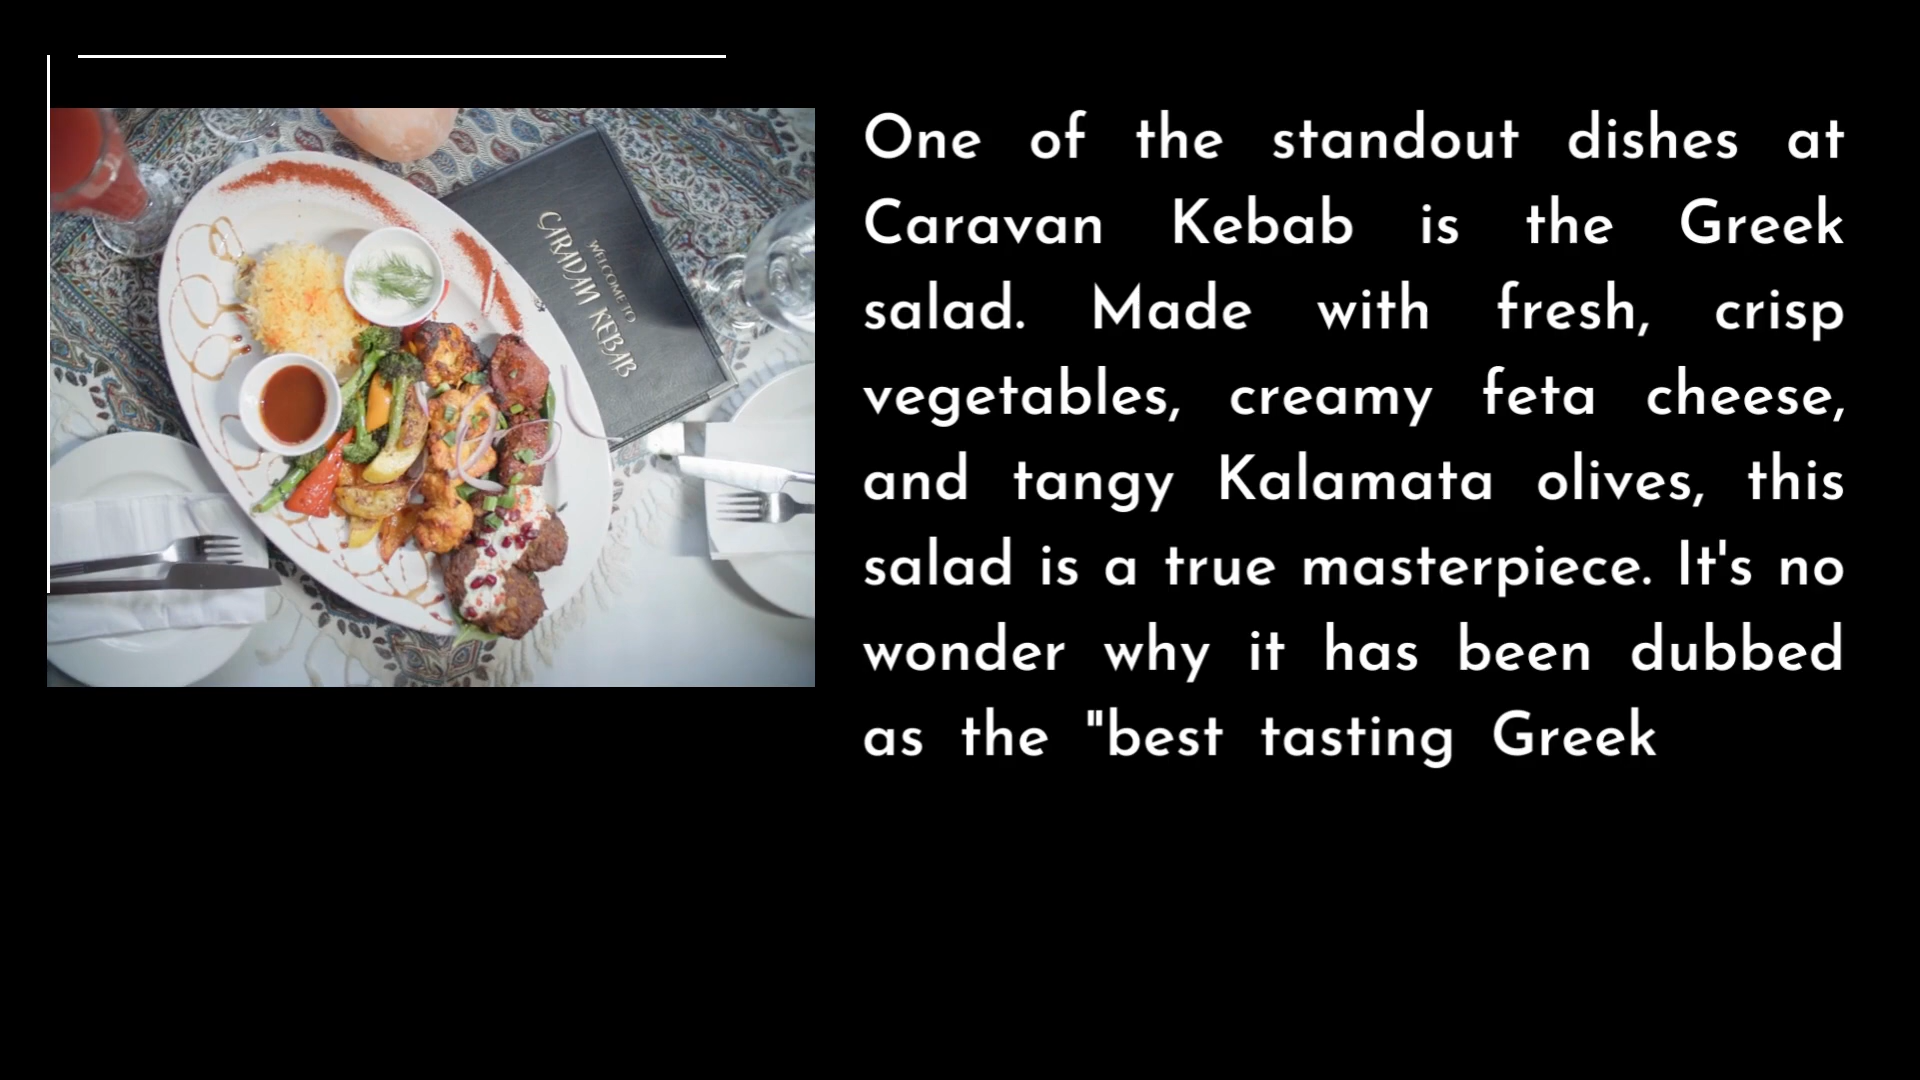 WELCOME TO
CARAVAN KEBAB
One of the standout dishes at
Caravan Kebab is the Greek
salad. Made with fresh, crisp
vegetables, creamy feta cheese,
and tangy Kalamata olives, this
salad is a true masterpiece. It's no
wonder why it has been dubbed
as the "best tasting Greek